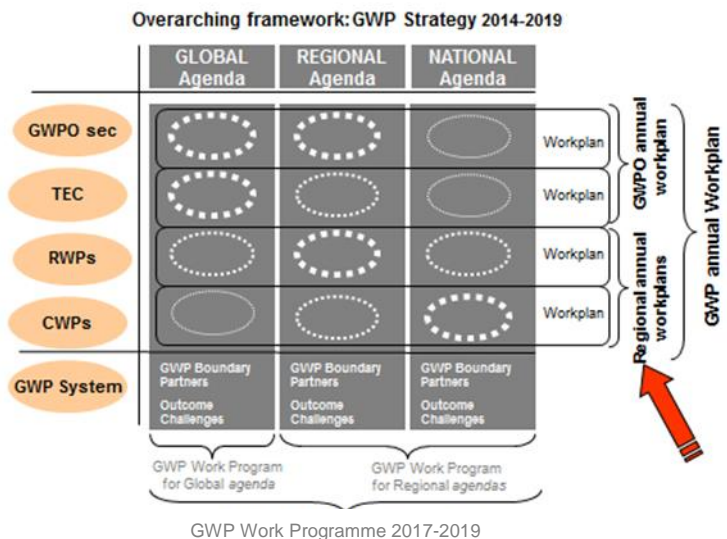 Overarching framework: GWP Strategy 2014-2019
GLOBAL
Agenda
REGIONAL
Agenda
NATIONAL
Agenda
GWPO sec
Workplan
TEC
Workplan
RWPs
Workplan
CWPs
Workplan
GWPO annual
workplan
Regional annual
workplans
GWP annual Workplan
GWP System
GWP Boundary
Partners
Outcome
Challenges
GWP Boundary
Partners
Outcome
Challenges
GWP Boundary
Partners
Outcome
Challenges
GWP Work Program
for Global agenda
GWP Work Program
for Regional agendas
GWP Work Programme 2017-2019